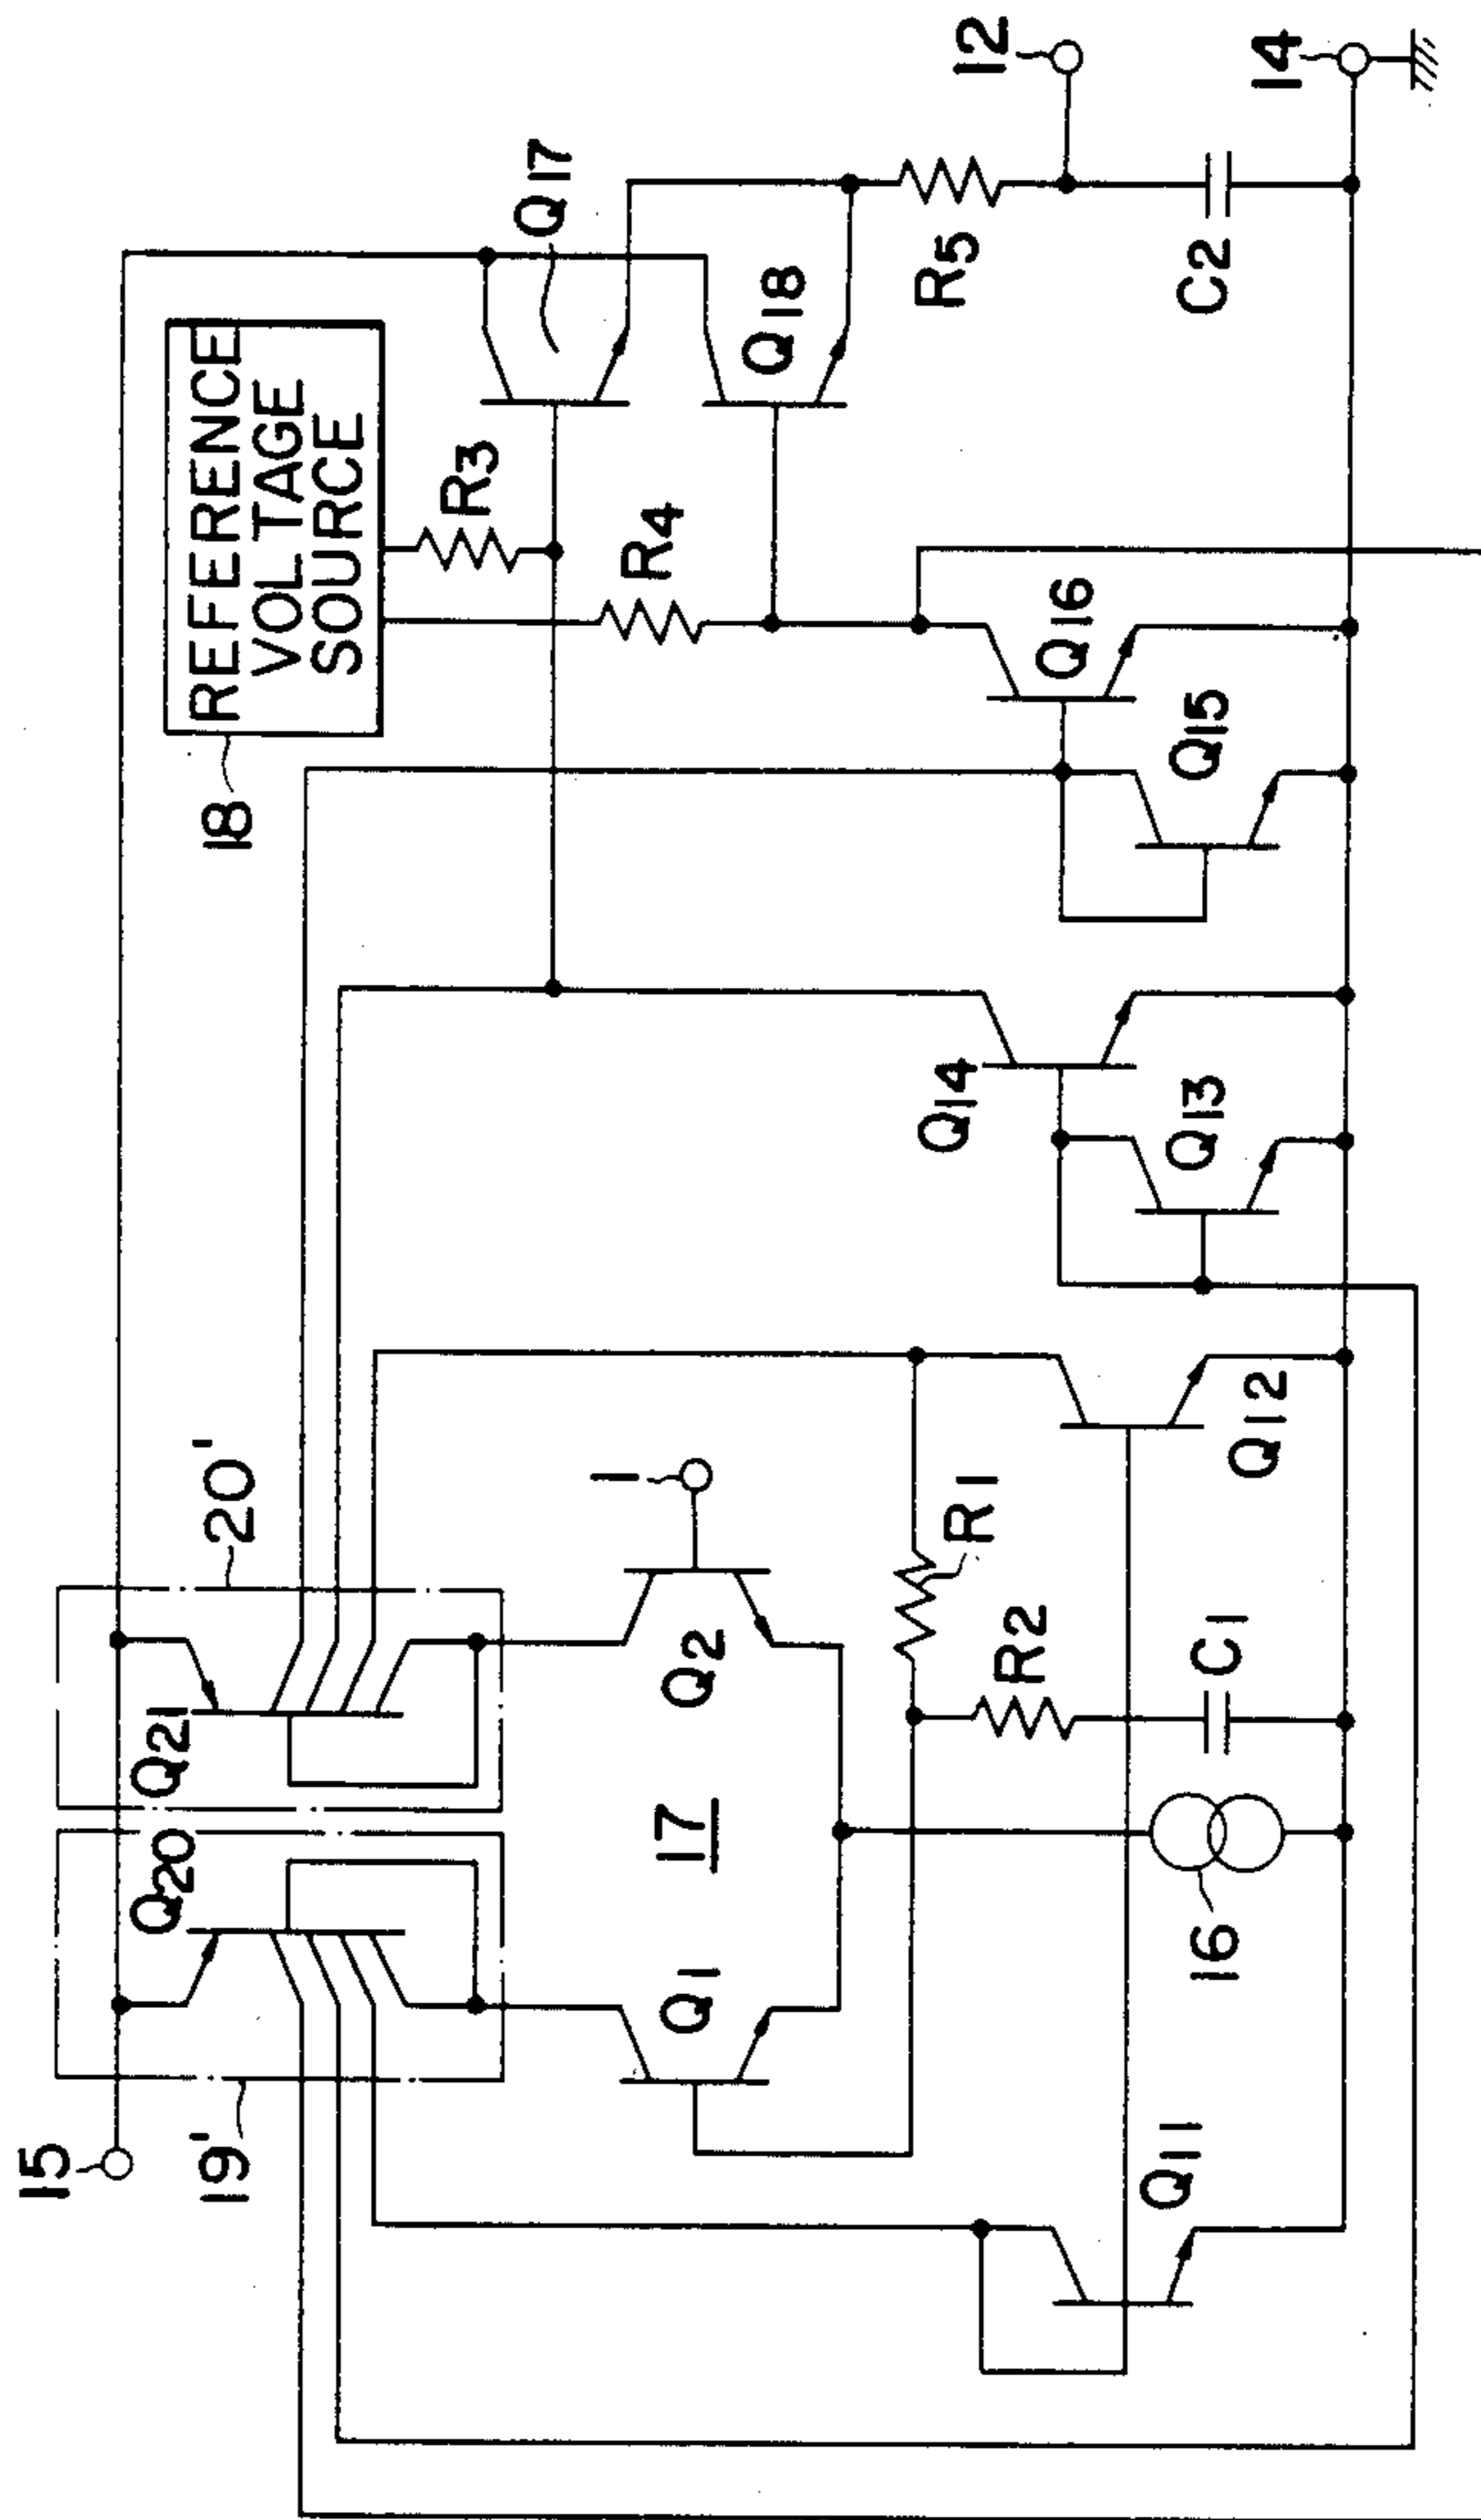 15
19'
Q20
Q21
20'
18
REFERENCE
VOLTAGE
SOURCE
Q17
12
14
R3
R4
Q18
R5
C2
Q16
Q15
Q14
Q13
Q1
17
Q2
1
R1
R2
C1
16
Q11
Q12